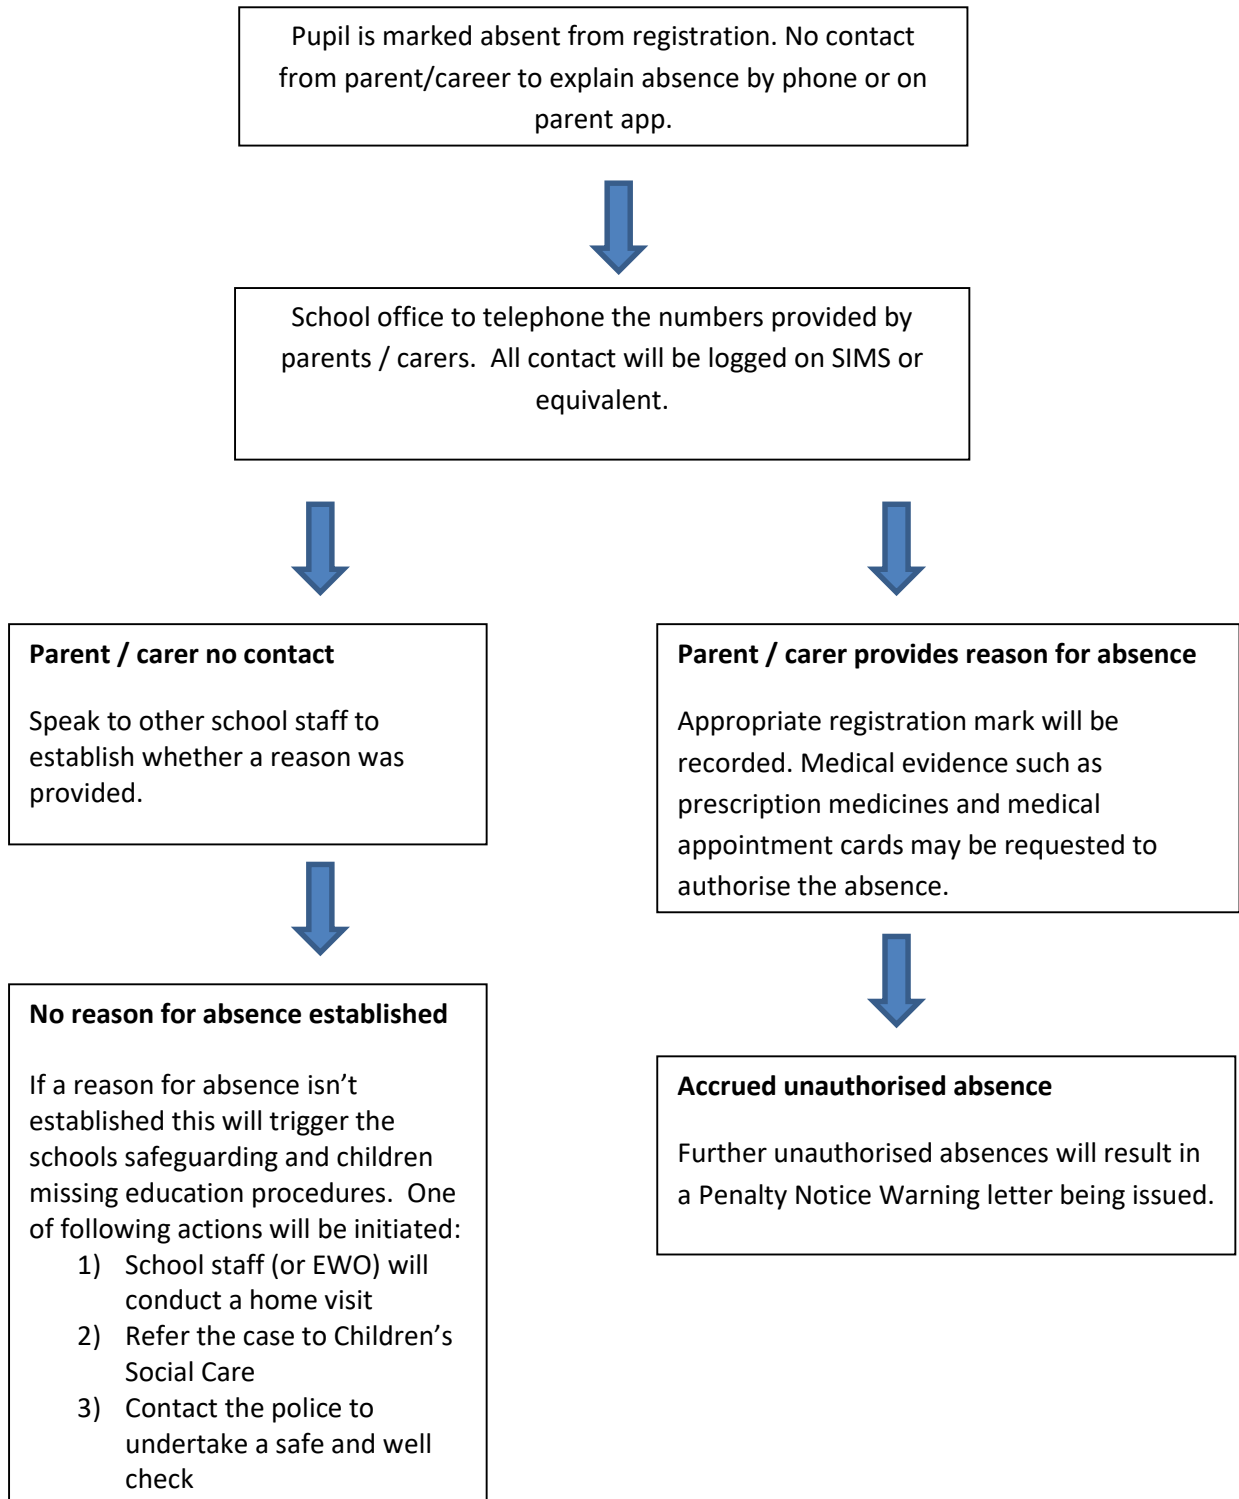 Pupil is marked absent from registration. No contact
from parent/career to explain absence by phone or on
parent app.
School office to telephone the numbers provided by
parents / carers.  All contact will be logged on SIMS or
equivalent.
Parent / carer no contact
Speak to other school staff to
establish whether a reason was
provided.
Parent / carer provides reason for absence
Appropriate registration mark will be
recorded. Medical evidence such as
prescription medicines and medical
appointment cards may be requested to
authorise the absence.
No reason for absence established
If a reason for absence isn’t
established this will trigger the
schools safeguarding and children
missing education procedures.  One
of following actions will be initiated:
1) School staff (or EWO) will
conduct a home visit
2) Refer the case to Children’s
Social Care
3) Contact the police to
undertake a safe and well
check
Accrued unauthorised absence
Further unauthorised absences will result in
a Penalty Notice Warning letter being issued.